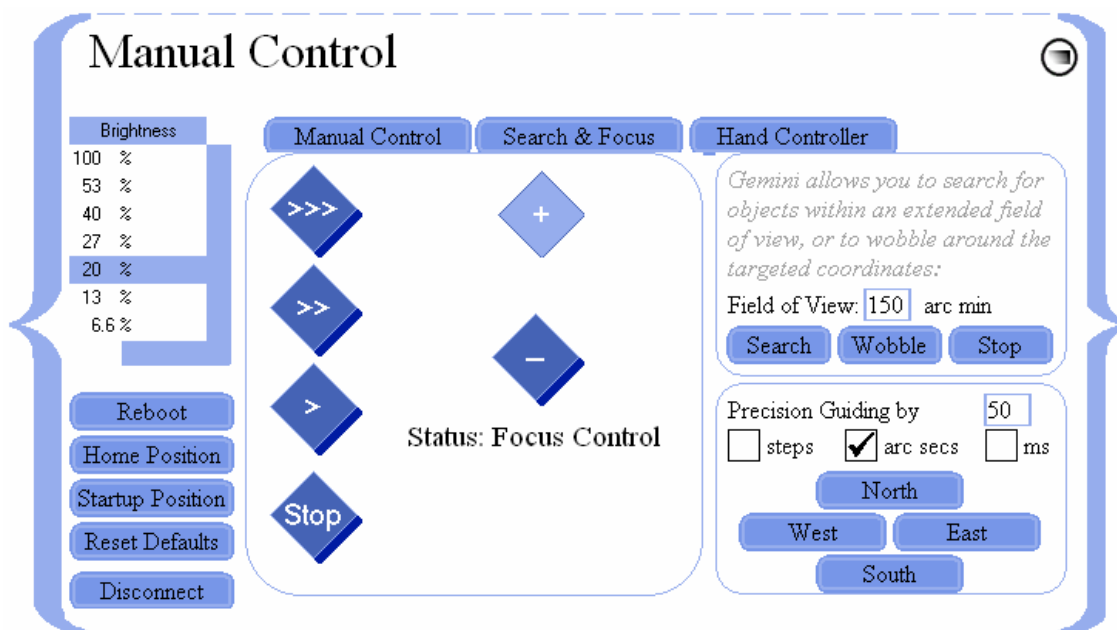 Manual Control
Brightness
100 %
53 %
40 %
27 %
20 %
13 %
6.6 %
Reboot
Home Position
Startup Position
Reset Defaults
Disconnect
Manual Control
Search & Focus
Hand Controller
>>>
>>
>
Stop
+
−
Status: Focus Control
Gemini allows you to search for
objects within an extended field
of view, or to wobble around the
targeted coordinates:
Field of View: 150 arc min
Search Wobble Stop
Precision Guiding by 50
steps arc secs ms
North
West East
South